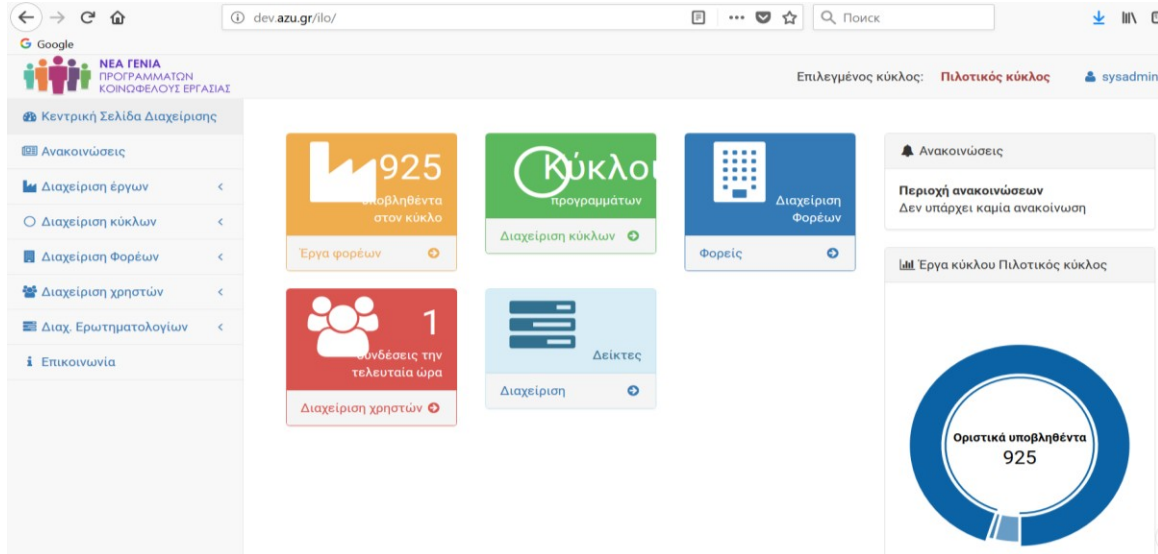 dev.azu.gr/ilo/
Поиск
Google
ΝΕΑ ΓΕΝΙΑ
ΠΡΟΓΡΑΜΜΑΤΩΝ
ΚΟΙΝΩΦΕΛΟΥΣ ΕΡΓΑΣΙΑΣ
Επιλεγμένος κύκλος: Πιλοτικός κύκλος
sysadmin
Κεντρική Σελίδα Διαχείρισης
Ανακοινώσεις
Διαχείριση έργων
Διαχείριση κύκλων
Διαχείριση Φορέων
Διαχείριση χρηστών
Διαχ. Ερωτηματολογίων
Επικοινωνία
925
υποβληθέντα
στον κύκλο
Έργα φορέων
Κύκλοι
προγραμμάτων
Διαχείριση κύκλων
Διαχείριση
Φορέων
Φορείς
1
συνδέσεις την
τελευταία ώρα
Διαχείριση χρηστών
Δείκτες
Διαχείριση
Ανακοινώσεις
Περιοχή ανακοινώσεων
Δεν υπάρχει καμία ανακοίνωση
Έργα κύκλου Πιλοτικός κύκλος
Οριστικά υποβληθέντα
925